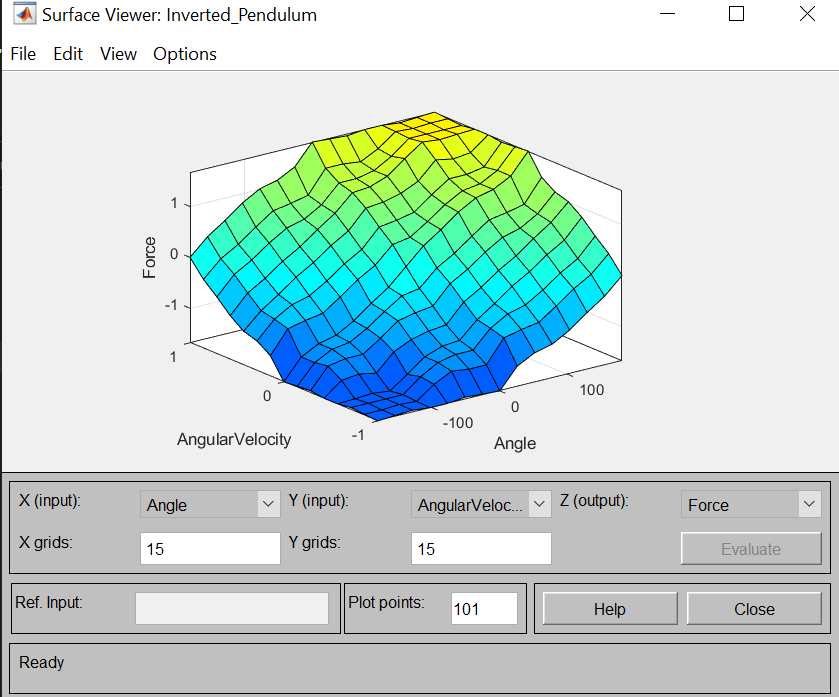 Surface Viewer: Inverted_Pendulum
File Edit View Options
Force
1
0
-1
1
0
-1
AngularVelocity
-100
0
100
Angle
X (input): Angle Y (input): AngularVeloc... Z (output): Force
X grids: 15 Y grids: 15 Evaluate
Ref. Input: Plot points: 101 Help Close
Ready